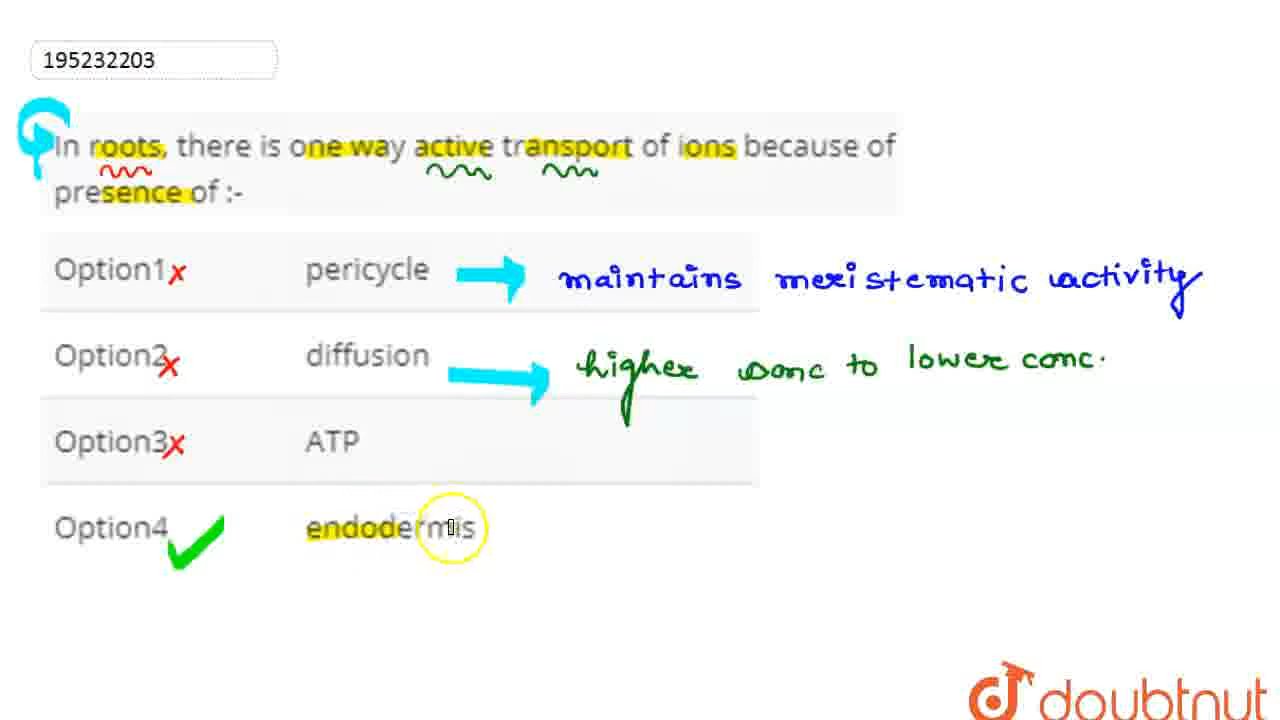 195232203
In roots, there is one way active transport of ions because of
presence of :-
Option1 x pericycle maintains meristematic activity
Option2 x diffusion higher conc to lower conc.
Option3 x ATP
Option4 endodermis
doubtnut